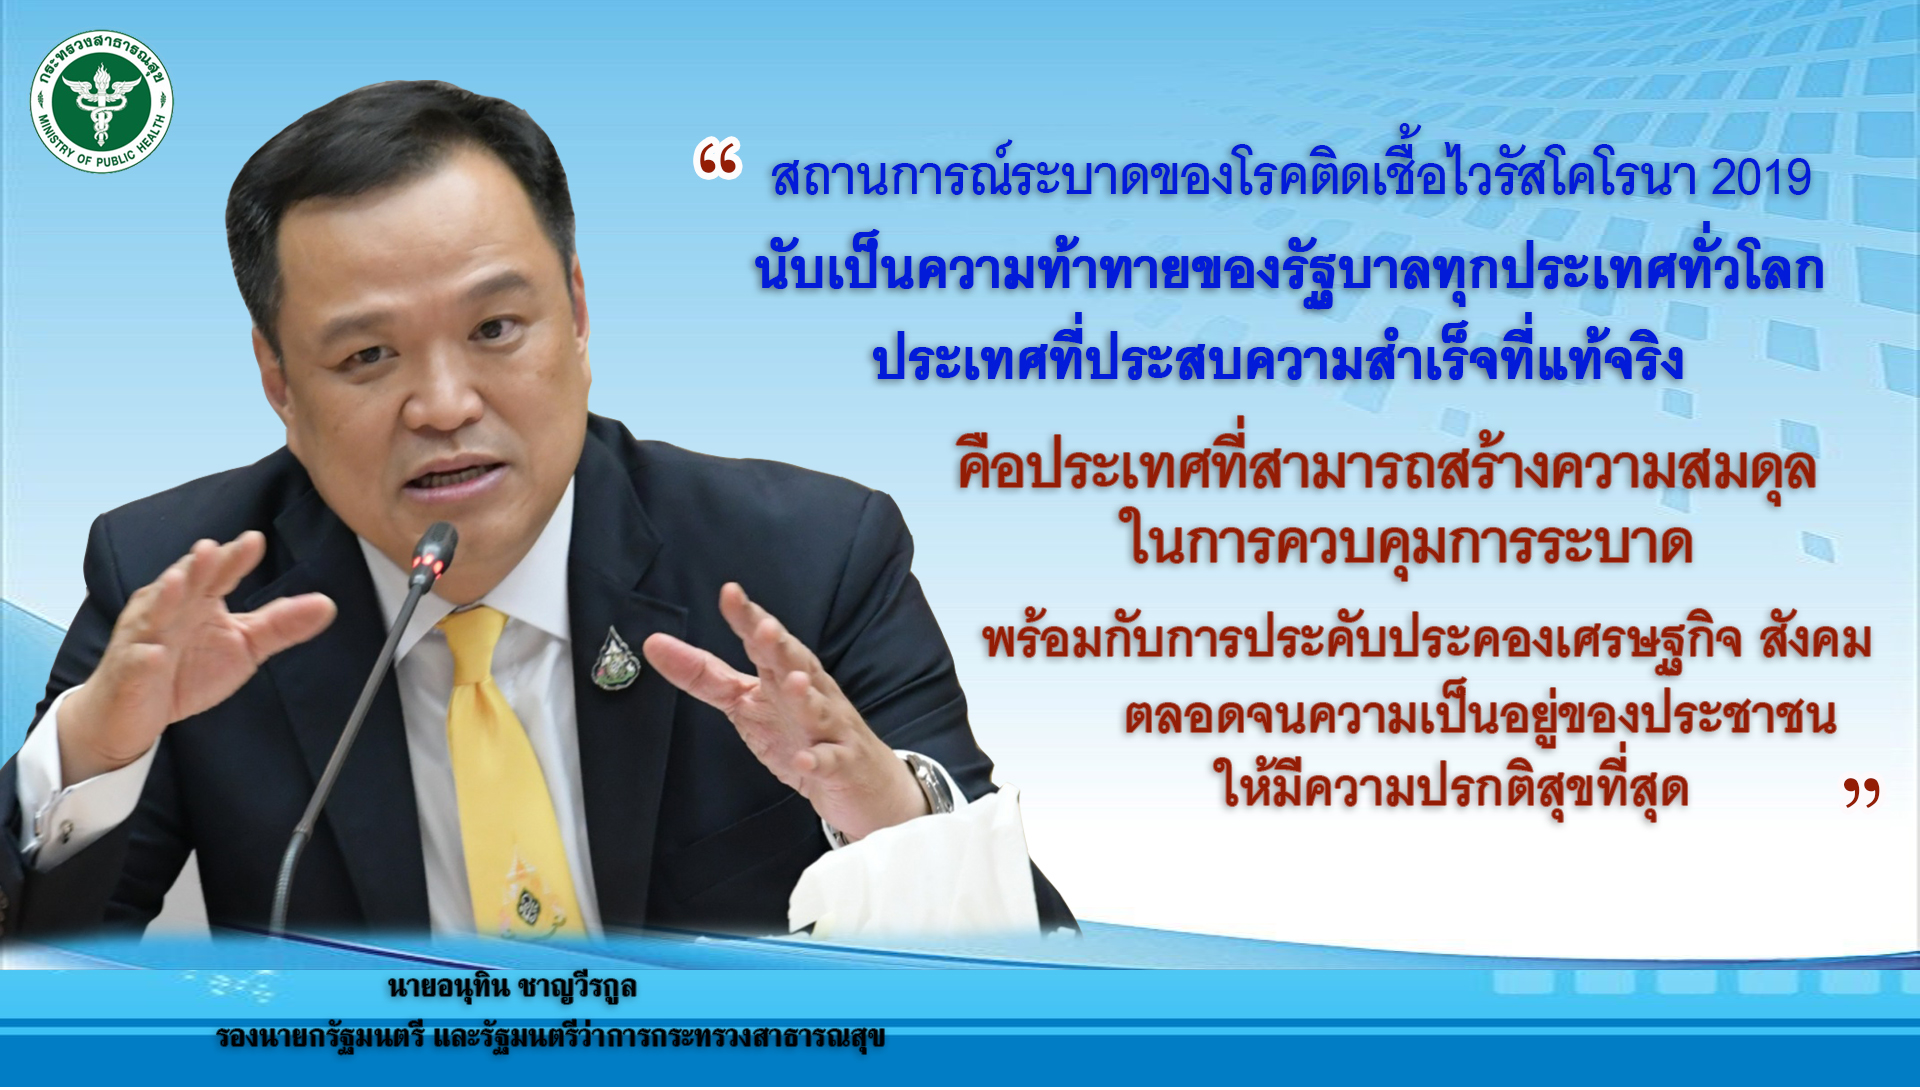 กระทรวงสาธารณสุข
MINISTRY OF PUBLIC HEALTH
“ สถานการณ์ระบาดของโรคติดเชื้อไวรัสโคโรนา 2019
นับเป็นความท้าทายของรัฐบาลทุกประเทศทั่วโลก
ประเทศที่ประสบความสำเร็จที่แท้จริง
คือประเทศที่สามารถสร้างความสมดุล
ในการควบคุมการระบาด
พร้อมกับการประคับประคองเศรษฐกิจ สังคม
ตลอดจนความเป็นอยู่ของประชาชน
ให้มีความปรกติสุขที่สุด ”
นายอนุทิน ชาญวีรกูล
รองนายกรัฐมนตรี และรัฐมนตรีว่าการกระทรวงสาธารณสุข